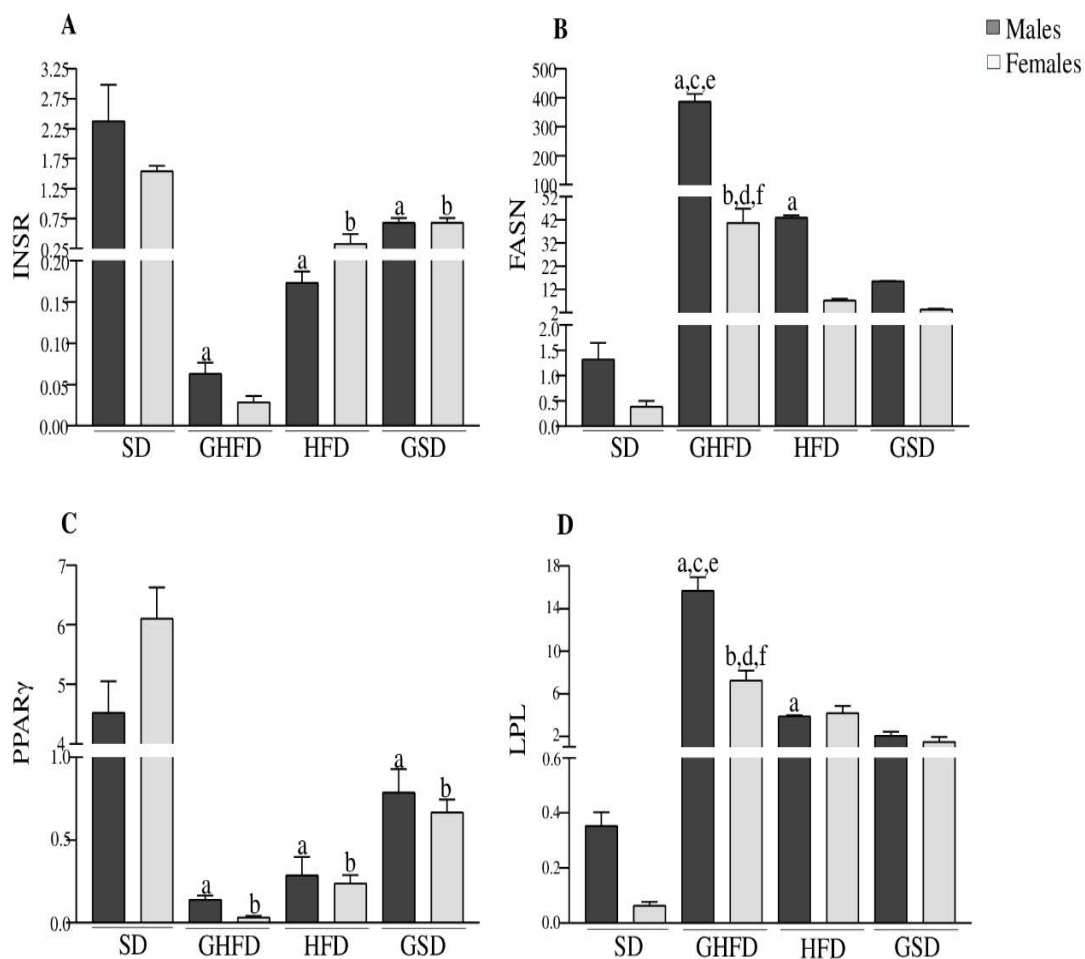 A
B
Males
Females
INSR
3.25
2.75
2.25
1.75
1.25
0.75
0.25
0.20
0.15
0.10
0.05
0.00
a
a
b
a
b
SD
GHFD
HFD
GSD
FASN
500
400
300
200
100
52
42
32
22
12
2
2.0
1.5
1.0
0.5
0.0
a,c,e
b,d,f
a
SD
GHFD
HFD
GSD
C
D
PPARγ
7
6
5
4
1.0
0.5
0.0
a
b
a
b
a
b
SD
GHFD
HFD
GSD
LPL
18
14
10
6
2
0.6
0.4
0.2
0.0
a,c,e
b,d,f
a
SD
GHFD
HFD
GSD